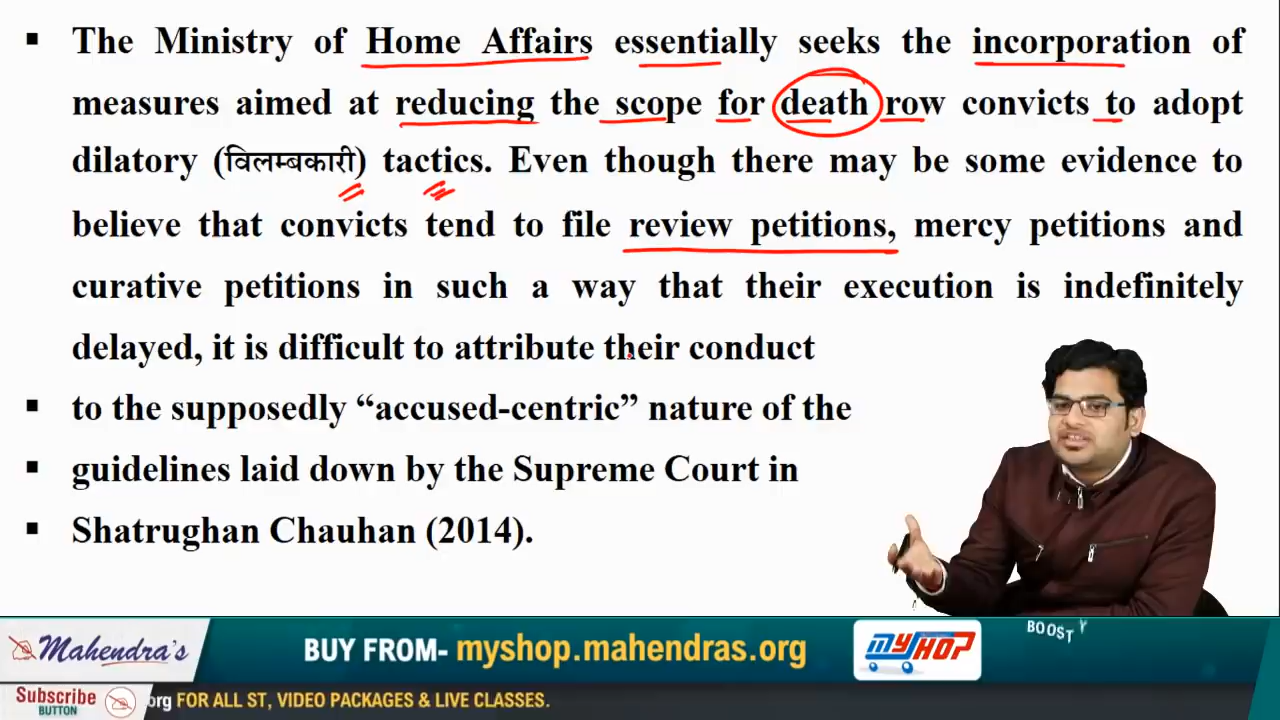 ▪ The Ministry of Home Affairs essentially seeks the incorporation of
measures aimed at reducing the scope for death row convicts to adopt
dilatory (विलम्बकारी) tactics. Even though there may be some evidence to
believe that convicts tend to file review petitions, mercy petitions and
curative petitions in such a way that their execution is indefinitely
delayed, it is difficult to attribute their conduct
▪ to the supposedly “accused-centric” nature of the
▪ guidelines laid down by the Supreme Court in
▪ Shatrughan Chauhan (2014).
BOOST
Mahendra's
BUY FROM- myshop.mahendras.org
MYSHOP
Subscribe
BUTTON
org FOR ALL ST, VIDEO PACKAGES & LIVE CLASSES.